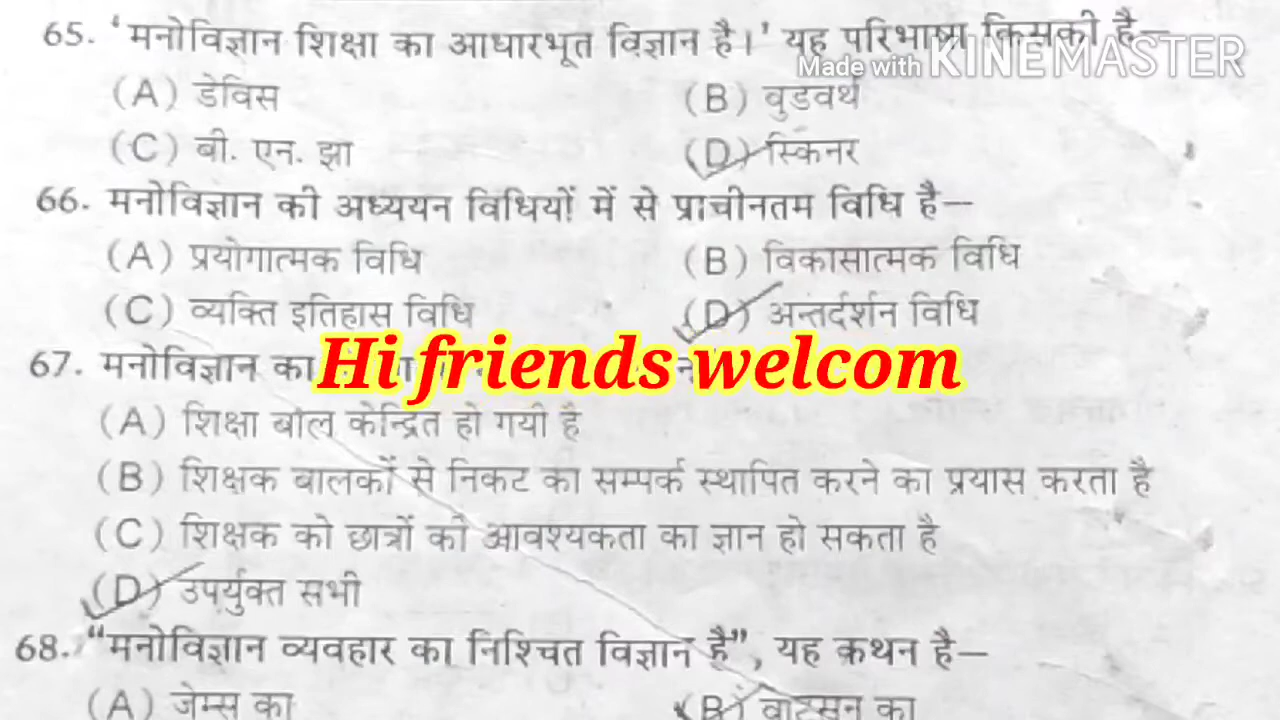 65. ‘मनोविज्ञान शिक्षा का आधारभूत विज्ञान है।’ यह परिभाषा किसकी है—
Made with KINEMASTER
(A) डेविस (B) वुडवर्थ
(C) बी. एन. झा (D) स्किनर
66. मनोविज्ञान की अध्ययन विधियों में से प्राचीनतम विधि है—
(A) प्रयोगात्मक विधि (B) विकासात्मक विधि
(C) व्यक्ति इतिहास विधि (D) अन्तर्दर्शन विधि
67. मनोविज्ञान का
Hi friends welcom
(A) शिक्षा बाल केन्द्रित हो गयी है
(B) शिक्षक बालकों से निकट का सम्पर्क स्थापित करने का प्रयास करता है
(C) शिक्षक को छात्रों की आवश्यकता का ज्ञान हो सकता है
(D) उपर्युक्त सभी
68. “मनोविज्ञान व्यवहार का निश्चित विज्ञान है”, यह कथन है—
(A) जेम्स का (B) वाटसन का